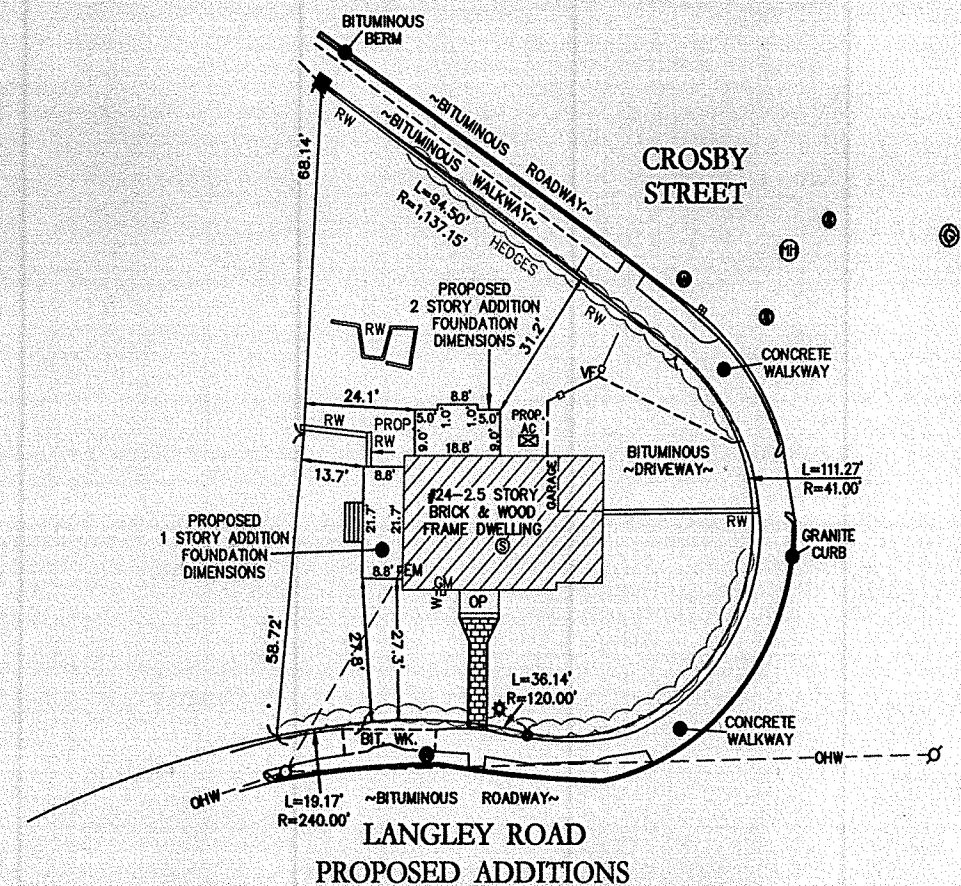 BITUMINOUS
BERM
~BITUMINOUS ROADWAY~
~BITUMINOUS WALKWAY~
RW
68.14'
L=94.50'
R=1,137.15'
HEDGES
CROSBY
STREET
MH
PROPOSED
2 STORY ADDITION
FOUNDATION
DIMENSIONS
31.2'
RW
RW
VF
CONCRETE
WALKWAY
24.1'
8.8'
5.0'
1.0'
1.0'
5.0'
9.0'
18.8'
9.0'
PROP.
AC
RW
PROP
RW
13.7'
8.8'
BITUMINOUS
~DRIVEWAY~
L=111.27'
R=41.00'
GARAGE
#24-2.5 STORY
BRICK & WOOD
FRAME DWELLING
S
RW
21.7'
21.7'
PROPOSED
1 STORY ADDITION
FOUNDATION
DIMENSIONS
GRANITE
CURB
8.8'
EM
GM
W
OP
58.72'
27.8'
27.3'
L=36.14'
R=120.00'
CONCRETE
WALKWAY
BIT. WK.
OHW
OHW
L=19.17'
R=240.00'
~BITUMINOUS ROADWAY~
LANGLEY ROAD
PROPOSED ADDITIONS